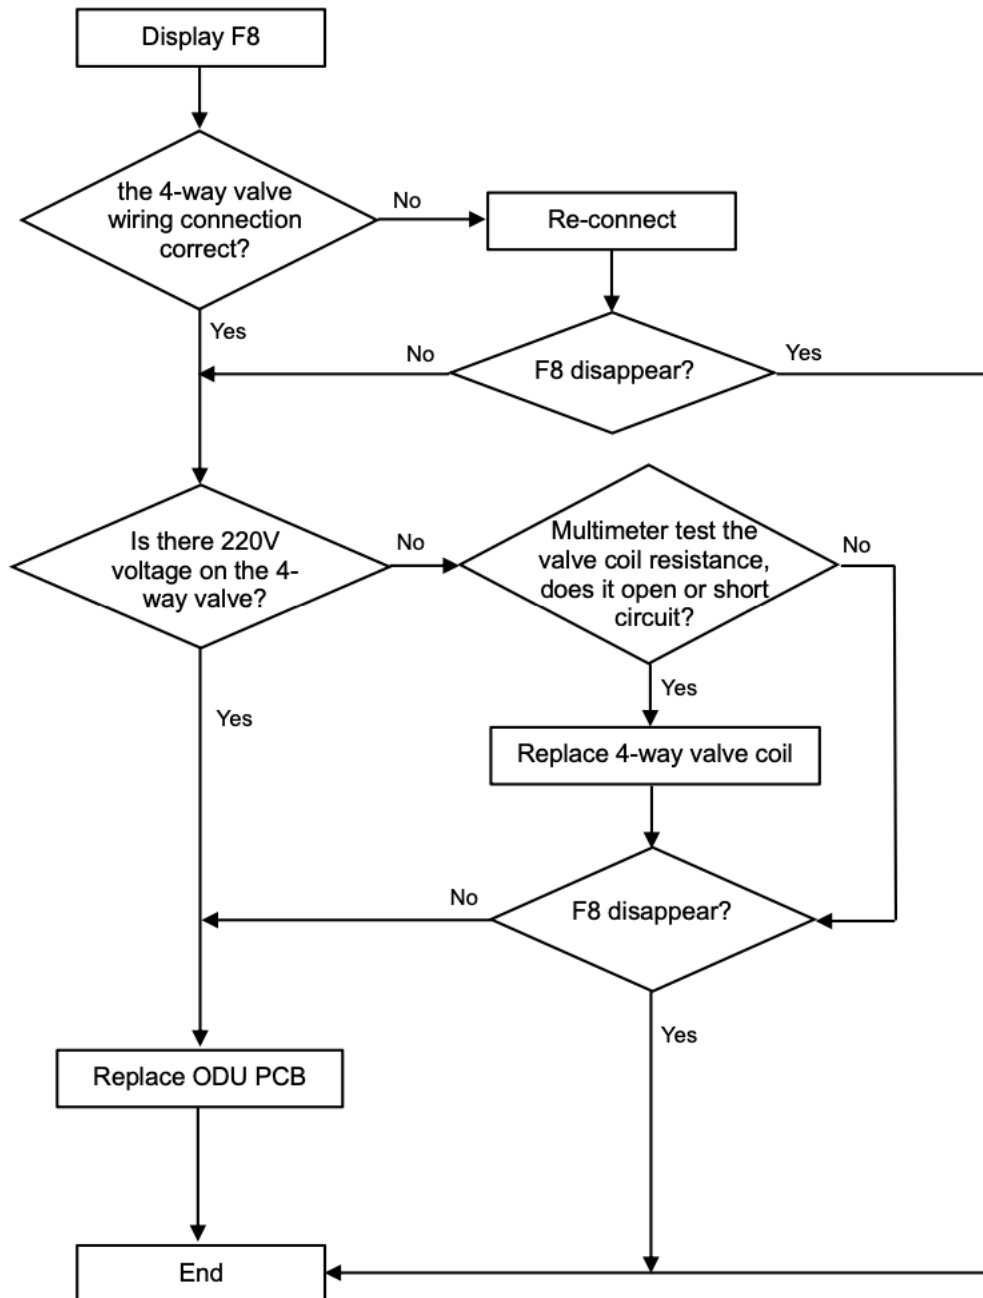 Display F8
the 4-way valve
wiring connection
correct?
No
Re-connect
Yes
No
F8 disappear?
Yes
Is there 220V
voltage on the 4-
way valve?
No
Multimeter test the
valve coil resistance,
does it open or short
circuit?
No
Yes
Yes
Replace 4-way valve coil
No
F8 disappear?
Yes
Replace ODU PCB
End